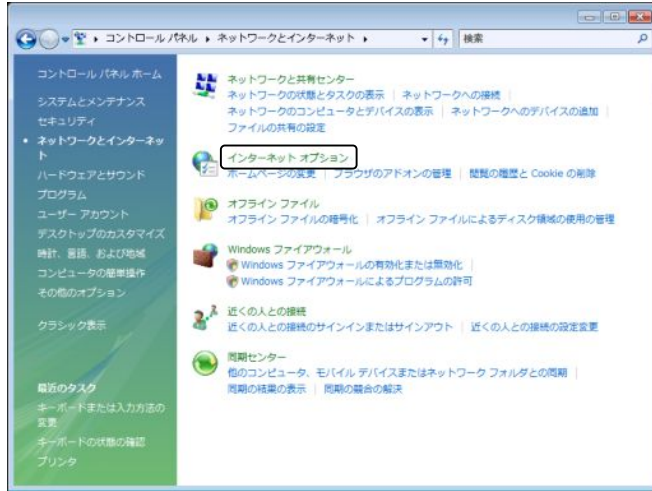 コントロール パネル ▸ ネットワークとインターネット ▸
検索
コントロール パネル ホーム
システムとメンテナンス
セキュリティ
• ネットワークとインターネッ
ト
ハードウェアとサウンド
プログラム
ユーザー アカウント
デスクトップのカスタマイズ
時計、言語、および地域
コンピュータの簡単操作
その他のオプション
クラシック表示
最近のタスク
キーボードまたは入力方法の
変更
キーボードの状態の確認
プリンタ
ネットワークと共有センター
ネットワークの状態とタスクの表示 | ネットワークへの接続 |
ネットワークのコンピュータとデバイスの表示 | ネットワークへのデバイスの追加 |
ファイルの共有の設定
インターネット オプション
ホームページの変更 | ブラウザのアドオンの管理 | 閲覧の履歴と Cookie の削除
オフライン ファイル
オフライン ファイルの暗号化 | オフライン ファイルによるディスク領域の使用の管理
Windows ファイアウォール
Windows ファイアウォールの有効化または無効化 |
Windows ファイアウォールによるプログラムの許可
近くの人との接続
近くの人との接続のサインインまたはサインアウト | 近くの人との接続の設定変更
同期センター
他のコンピュータ、モバイル デバイスまたはネットワーク フォルダとの同期 |
同期の結果の表示 | 同期の競合の解決